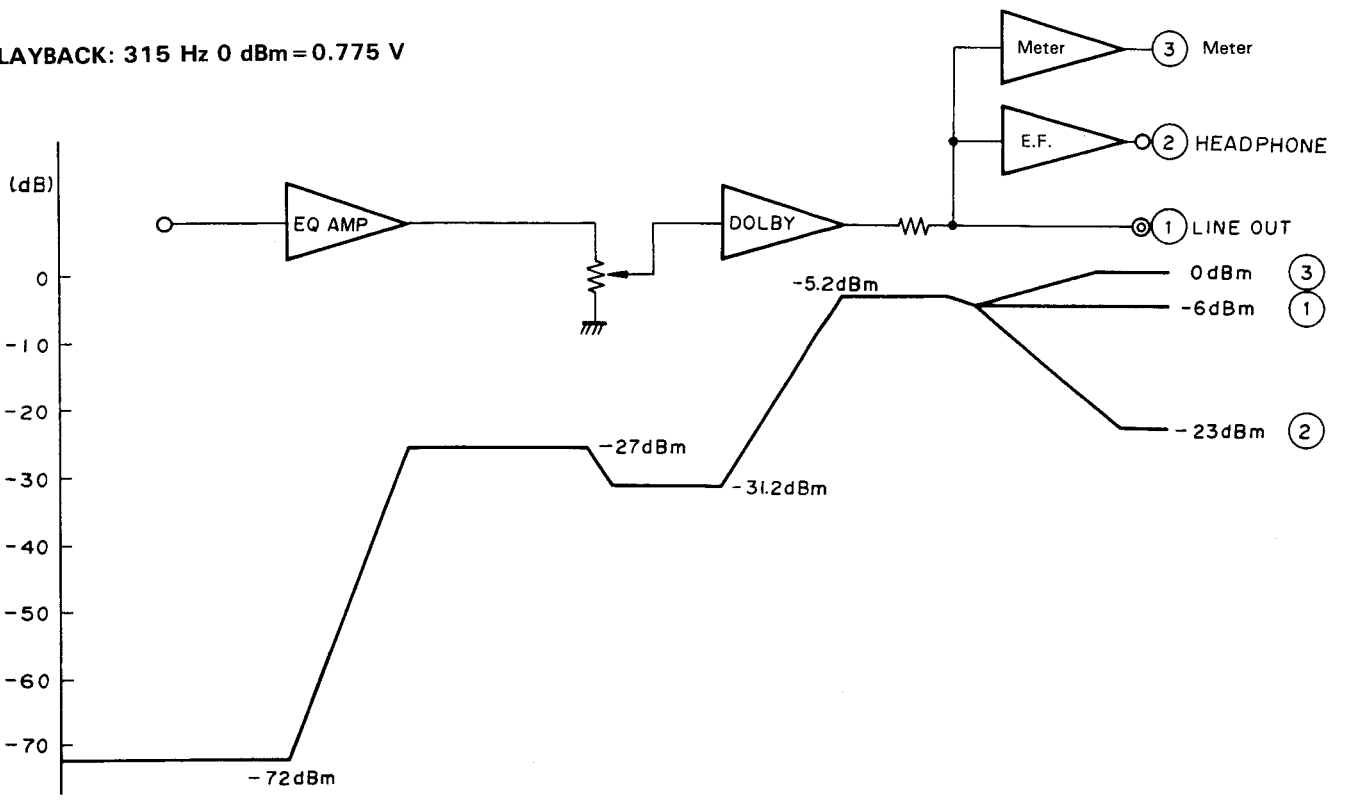 LAYBACK: 315 Hz 0 dBm=0.775 V
Meter
3 Meter
E.F.
2 HEADPHONE
(dB)
EQ AMP
DOLBY
1 LINE OUT
0
-5.2dBm
0dBm 3
-6dBm 1
-10
-20
-23dBm 2
-27dBm
-30
-31.2dBm
-40
-50
-60
-70
-72dBm